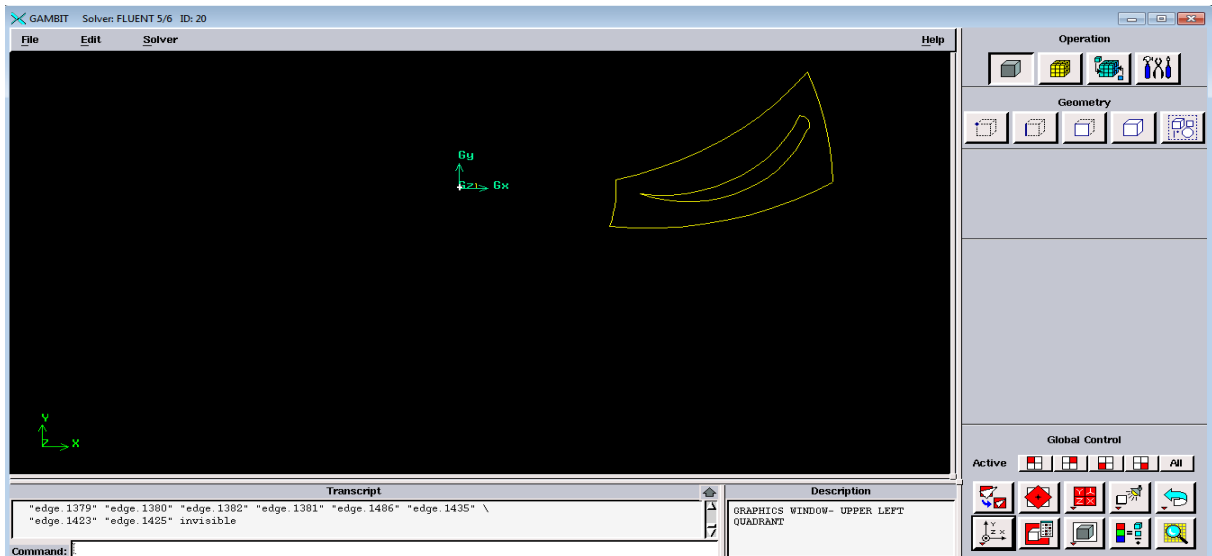 GAMBIT Solver: FLUENT 5/6 ID: 20
File Edit Solver Help
Operation
Geometry
Gy
Gx
Y
Z X
Global Control
Active All
Transcript
"edge.1379" "edge.1380" "edge.1382" "edge.1381" "edge.1486" "edge.1435" \
"edge.1423" "edge.1425" invisible
Description
GRAPHICS WINDOW- UPPER LEFT
QUADRANT
Command: